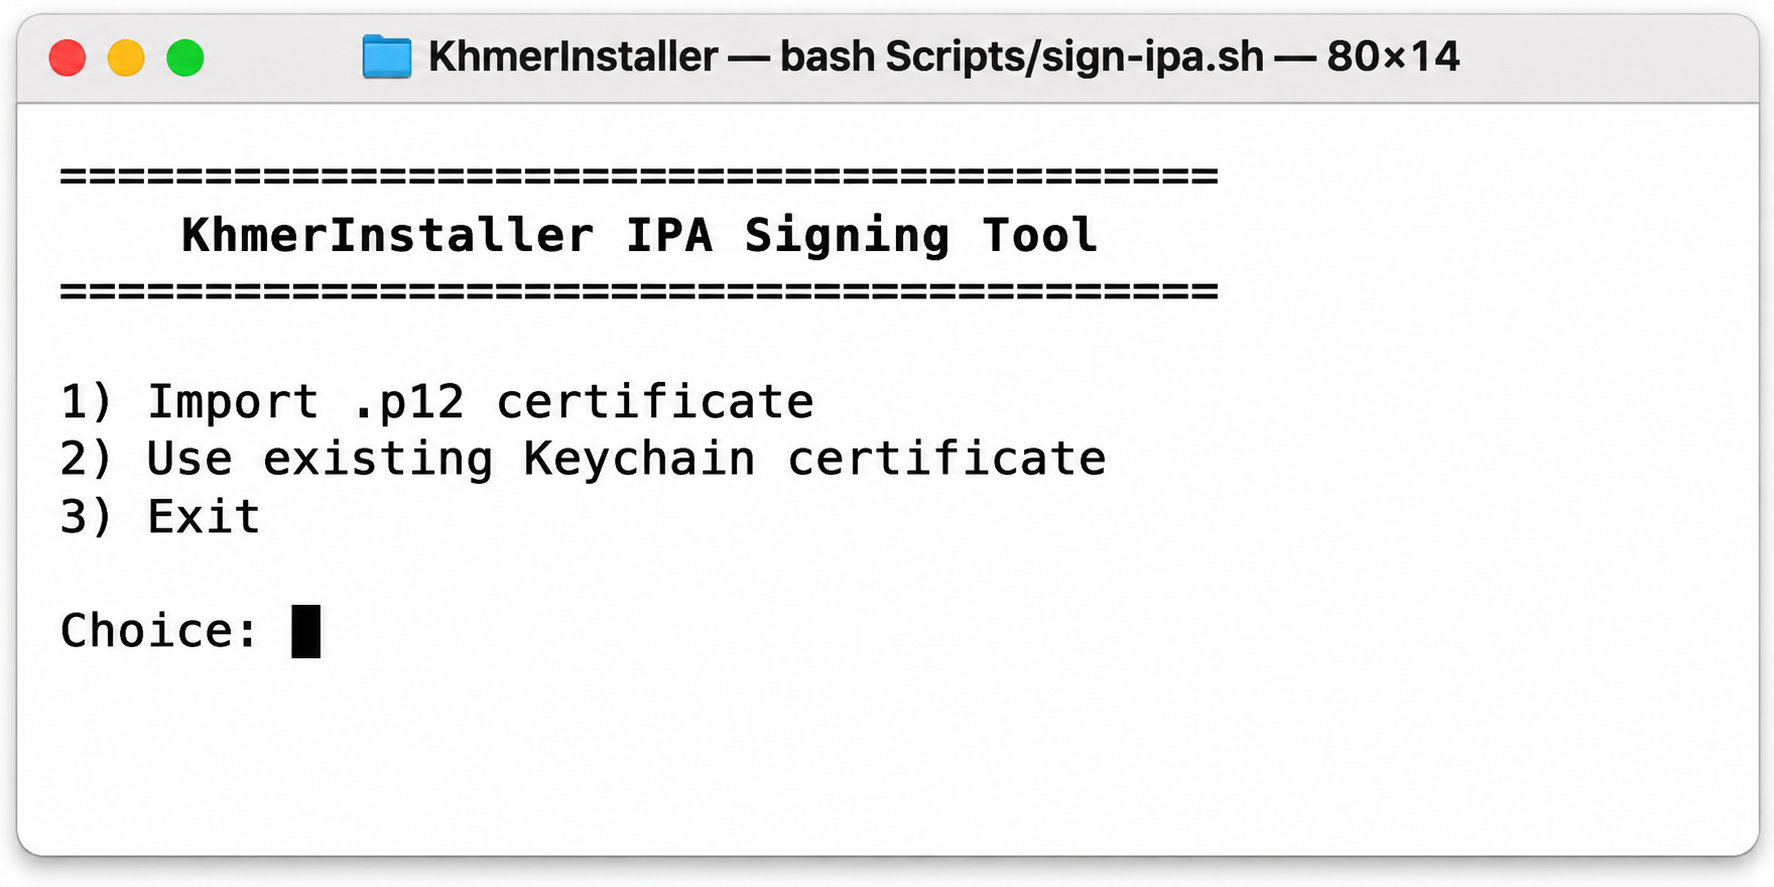 KhmerInstaller — bash Scripts/sign-ipa.sh — 80×14
========================================
KhmerInstaller IPA Signing Tool
========================================
1) Import .p12 certificate
2) Use existing Keychain certificate
3) Exit
Choice: